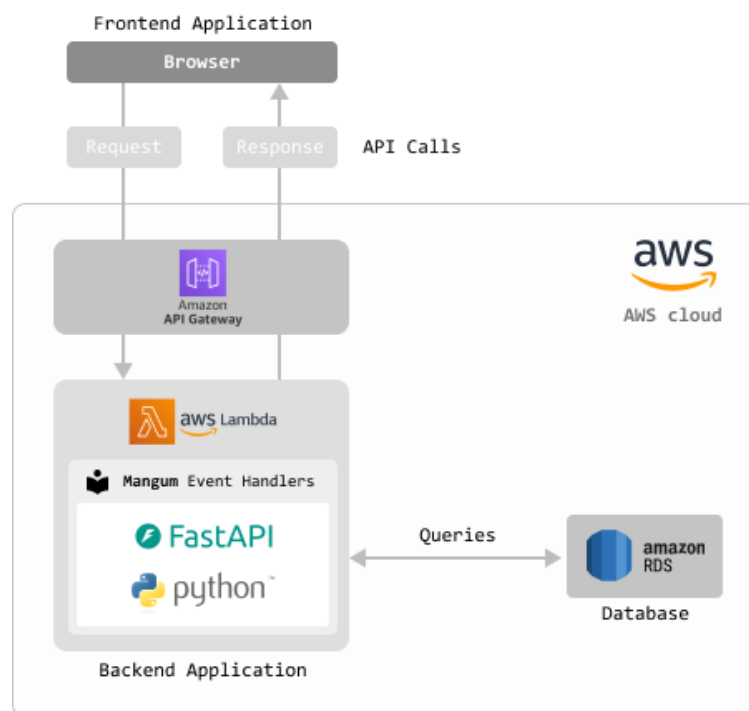 Frontend Application
Browser
Request
Response
API Calls
aws
AWS cloud
Amazon
API Gateway
aws Lambda
Mangum Event Handlers
FastAPI
python™
Queries
amazon
RDS
Database
Backend Application